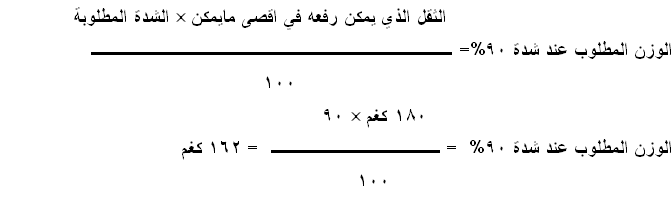 الثقل الذي يمكن رفعه في اقصى مايمكن × الشدة المطلوبة
الوزن المطلوب عند شدة ٩٠%=
١٠٠
١٨٠ كغم × ٩٠
الوزن المطلوب عند شدة ٩٠% = = ١٦٢ كغم
١٠٠